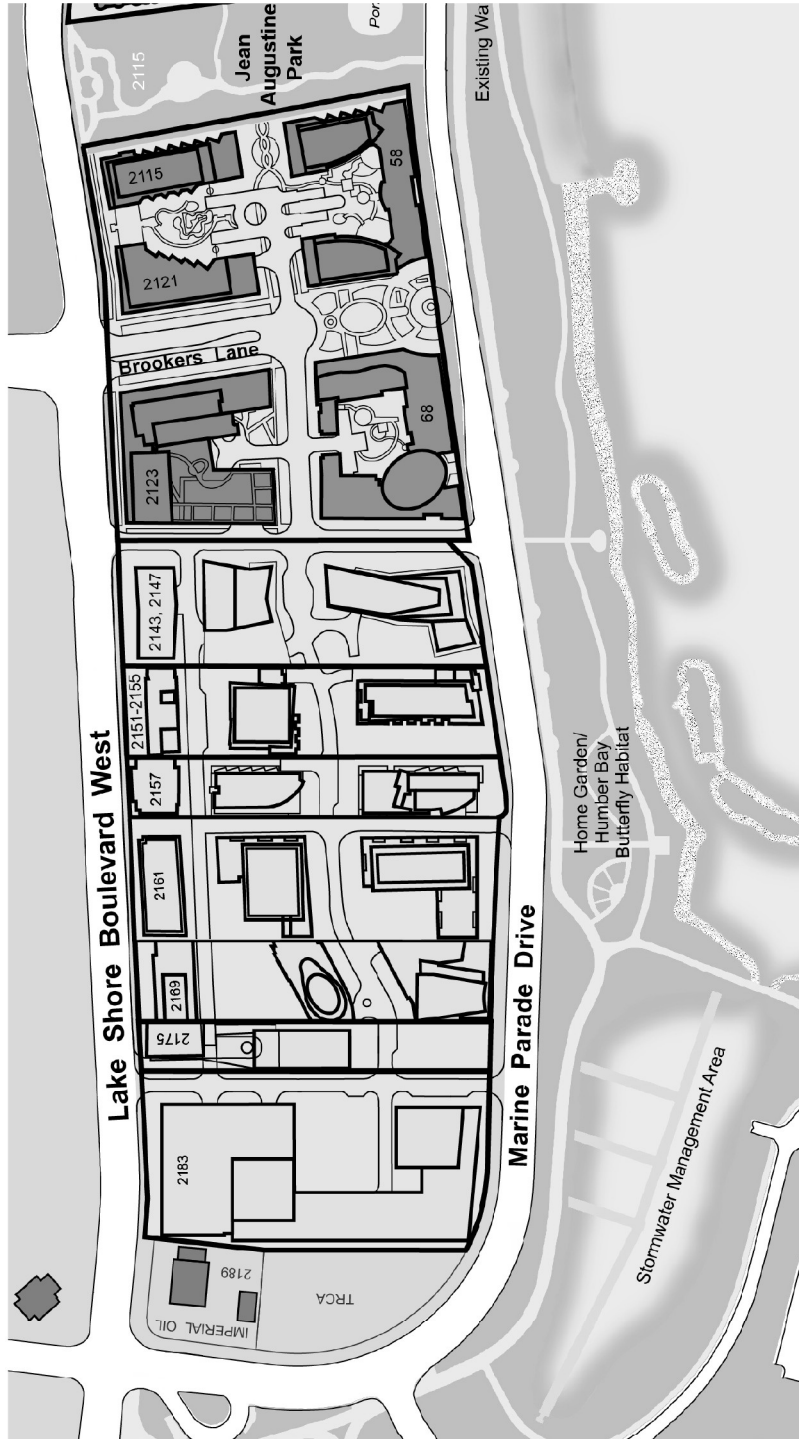 2115
Jean
Augustine
Park
Existing Wa
2115
58
2121
Brookers Lane
68
2123
2143, 2147
2151-2155
2157
2161
2169
2175
2183
2189
IMPERIAL OIL
TRCA
Lake Shore Boulevard West
Marine Parade Drive
Home Garden/
Humber Bay
Butterfly Habitat
Stormwater Management Area